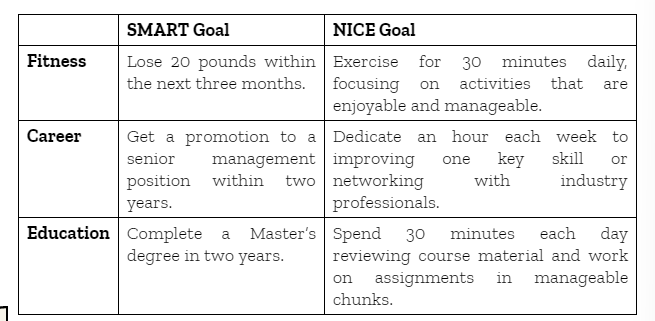 SMART Goal NICE Goal
Fitness Lose 20 pounds within Exercise for 30 minutes daily,
the next three months. focusing on activities that are
enjoyable and manageable.
Career Get a promotion to a Dedicate an hour each week to
senior management improving one key skill or
position within two networking with industry
years. professionals.
Education Complete a Master's Spend 30 minutes each day
degree in two years. reviewing course material and work
on assignments in manageable
chunks.